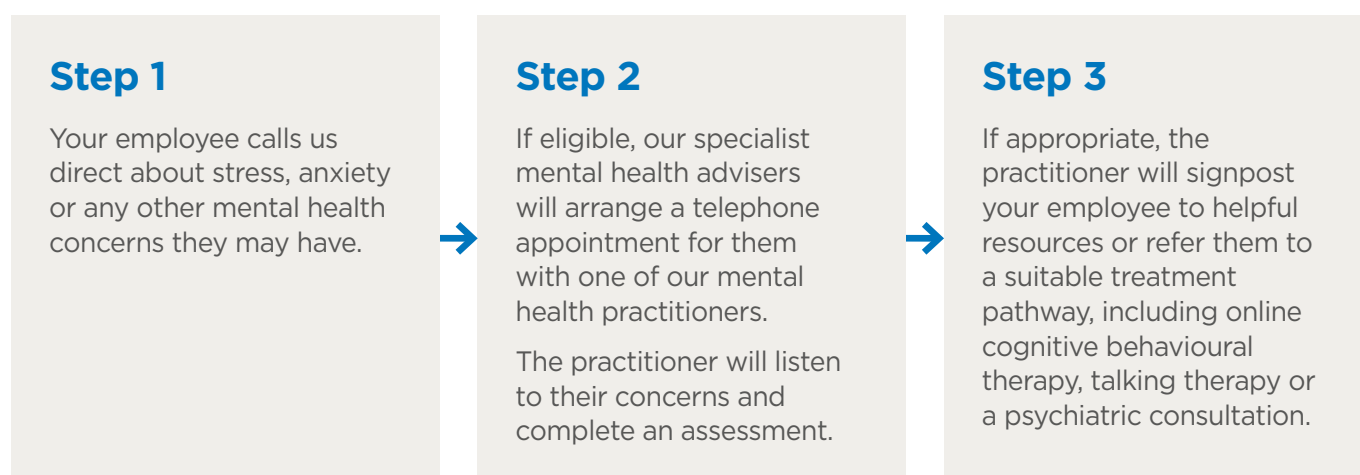 Step 1
Your employee calls us
direct about stress, anxiety
or any other mental health
concerns they may have.
Step 2
If eligible, our specialist
mental health advisers
will arrange a telephone
appointment for them
with one of our mental
health practitioners.
The practitioner will listen
to their concerns and
complete an assessment.
Step 3
If appropriate, the
practitioner will signpost
your employee to helpful
resources or refer them to
a suitable treatment
pathway, including online
cognitive behavioural
therapy, talking therapy or
a psychiatric consultation.